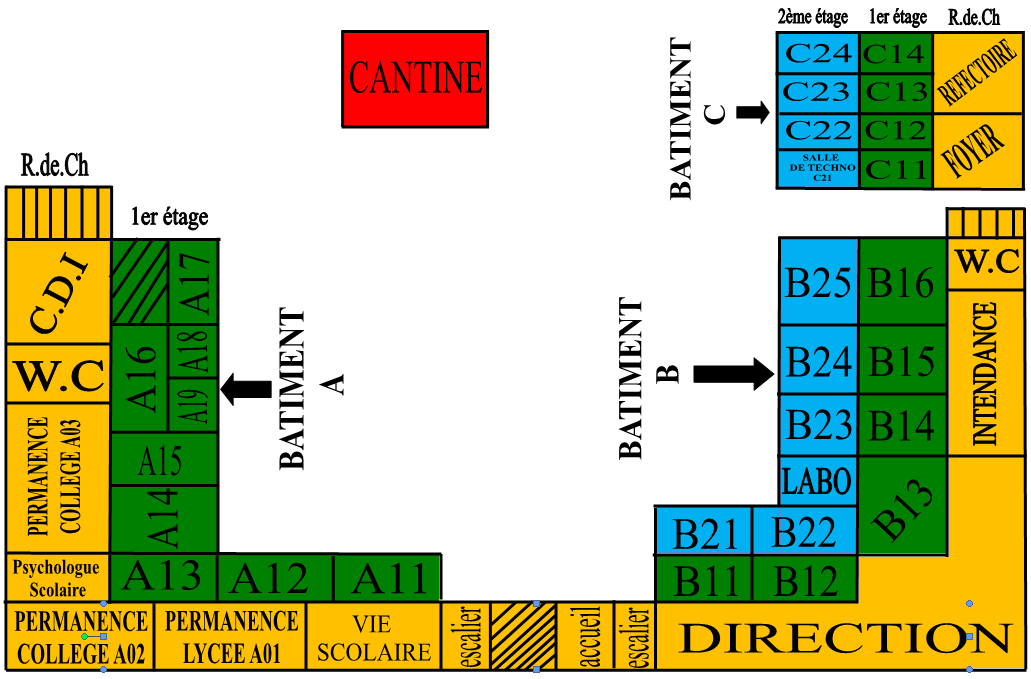 2ème étage
1er étage
R.de.Ch
CANTINE
BATIMENT
C
C24
C14
REFECTOIRE
C23
C13
C22
C12
FOYER
SALLE
DE TECHNO
C21
C11
R.de.Ch
1er étage
C.D.I
A17
W.C
A16
A18
A19
BATIMENT
A
PERMANENCE
COLLEGE A03
A15
A14
Psychologue
Scolaire
A13
A12
A11
BATIMENT
B
W.C
B25
B16
INTENDANCE
B24
B15
B23
B14
LABO
B13
B21
B22
B11
B12
PERMANENCE
COLLEGE A02
PERMANENCE
LYCEE A01
VIE
SCOLAIRE
escalier
accueil
escalier
DIRECTION